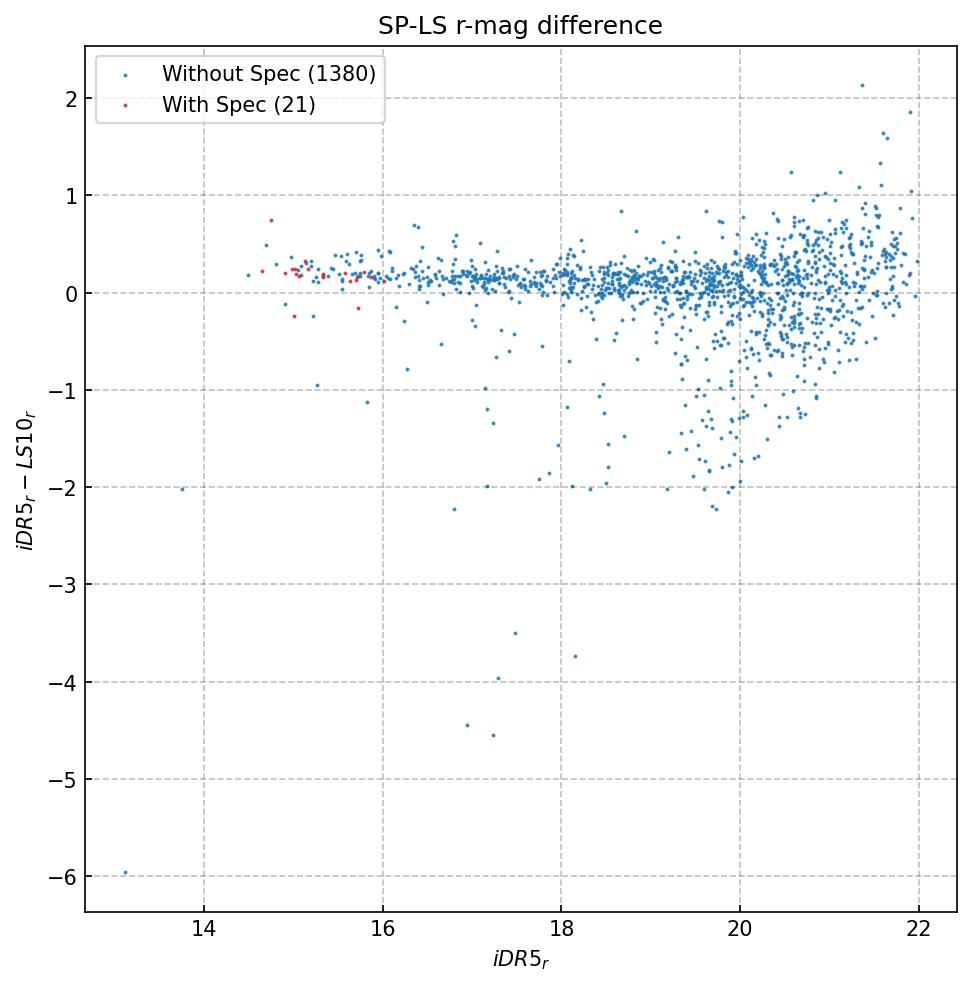 SP-LS r-mag difference
Without Spec (1380)
With Spec (21)
iDR5r − LS10r
2
1
0
−1
−2
−3
−4
−5
−6
14 16 18 20 22
iDR5r